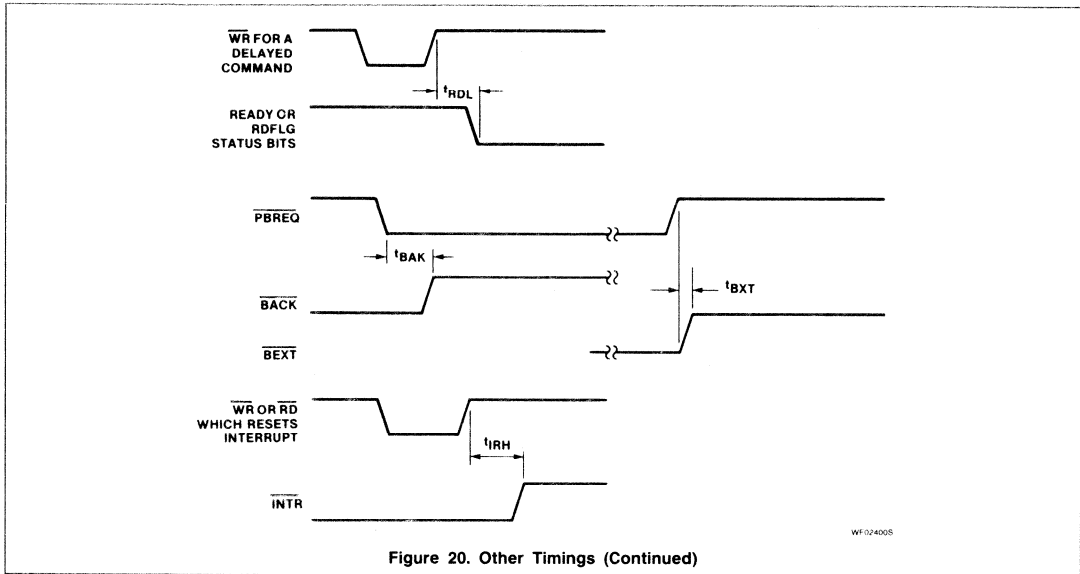 WR FOR A
DELAYED
COMMAND
tRDL
READY OR
RDFLG
STATUS BITS
PBREQ
tBAK
BACK
tBXT
BEXT
WR OR RD
WHICH RESETS
INTERRUPT
tIRH
INTR
WF02400S
Figure 20. Other Timings (Continued)